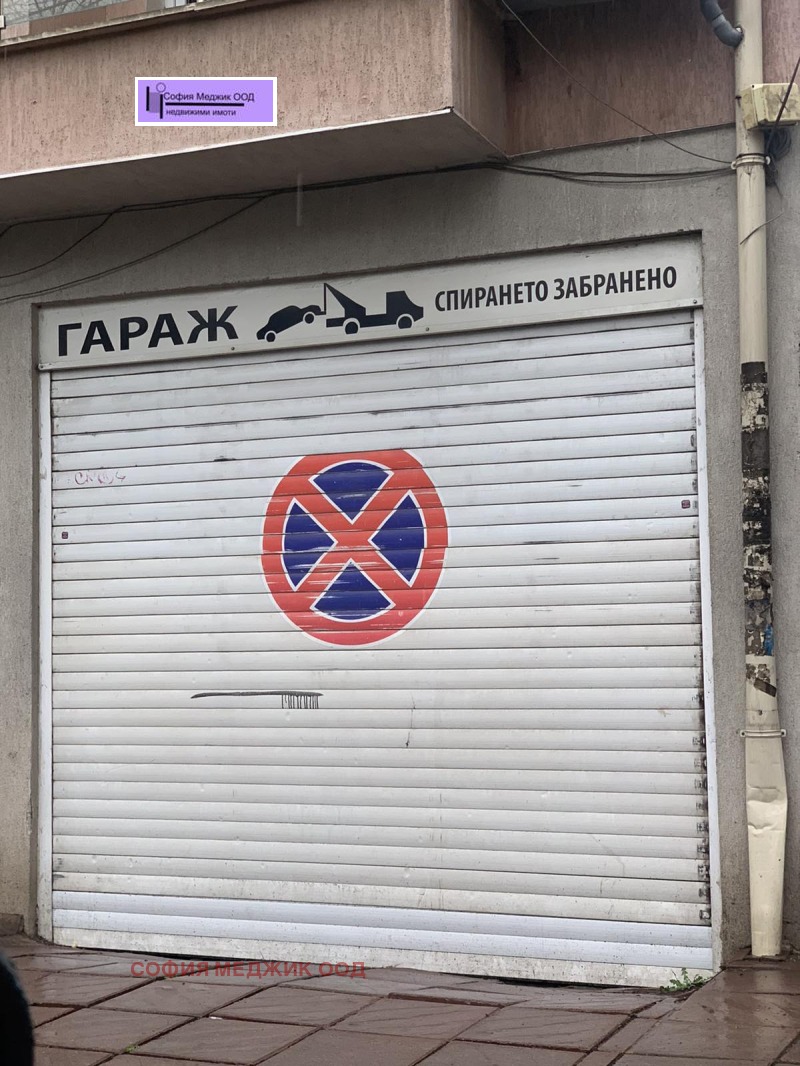 София Меджик ООД
недвижими имоти
ГАРАЖ СПИРАНЕТО ЗАБРАНЕНО
СОФИЯ МЕДЖИК ООД